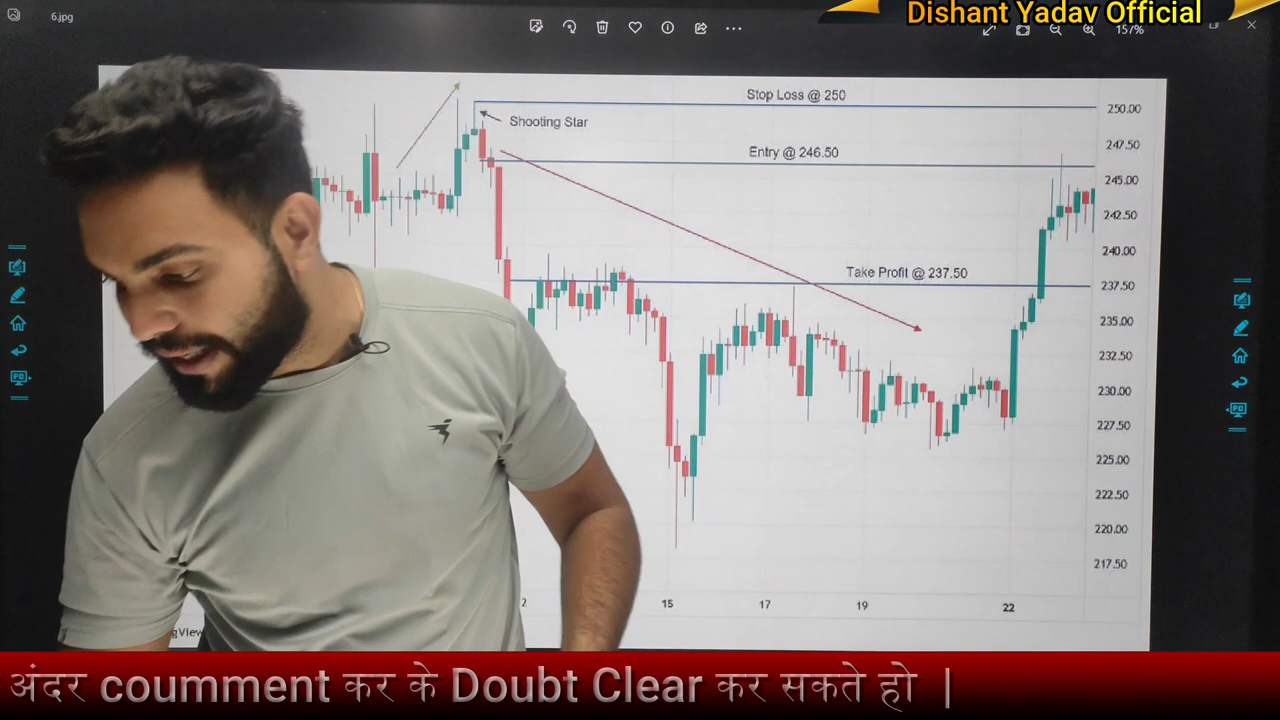 6.jpg
Dishant Yadav Official
157%
Stop Loss @ 250
250.00
Shooting Star
247.50
Entry @ 246.50
245.00
242.50
240.00
Take Profit @ 237.50
237.50
235.00
232.50
230.00
227.50
225.00
222.50
220.00
217.50
PC
PC
2
15
17
19
22
gView
अंदर coumment कर के Doubt Clear कर सकते हो |